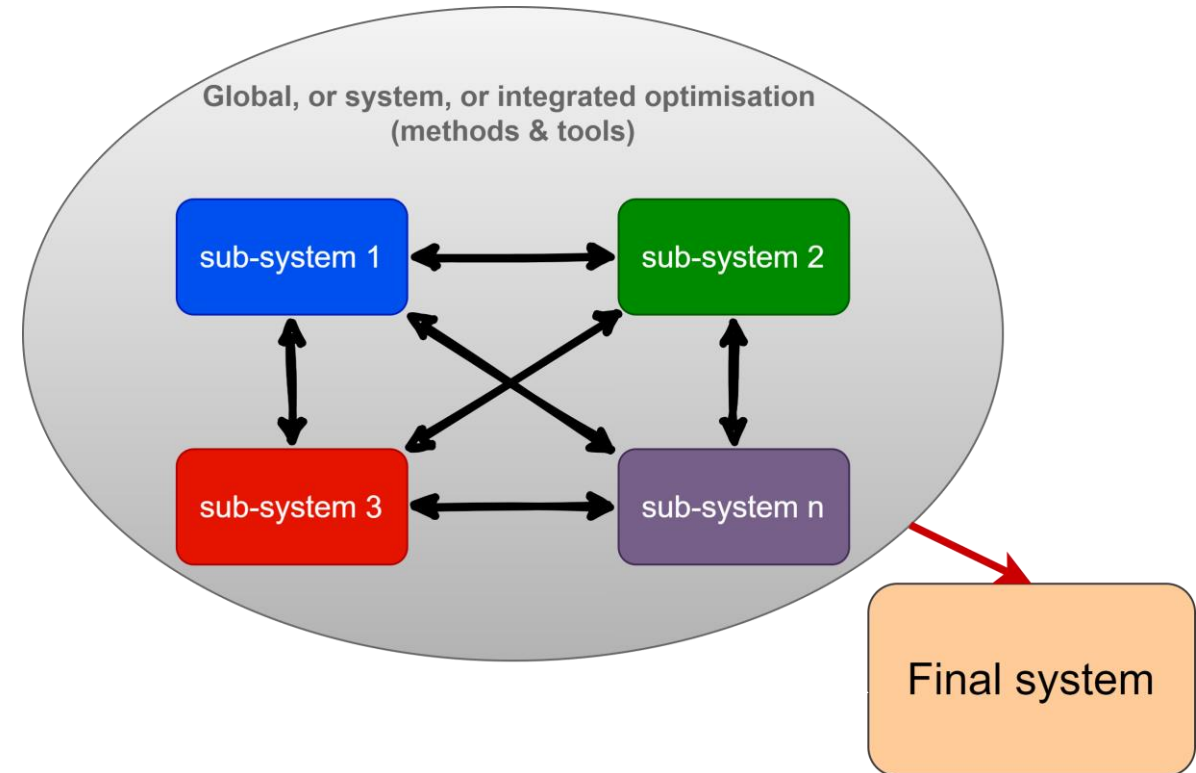 Global, or system, or integrated optimisation
(methods & tools)
sub-system 1
sub-system 2
sub-system 3
sub-system n
Final system